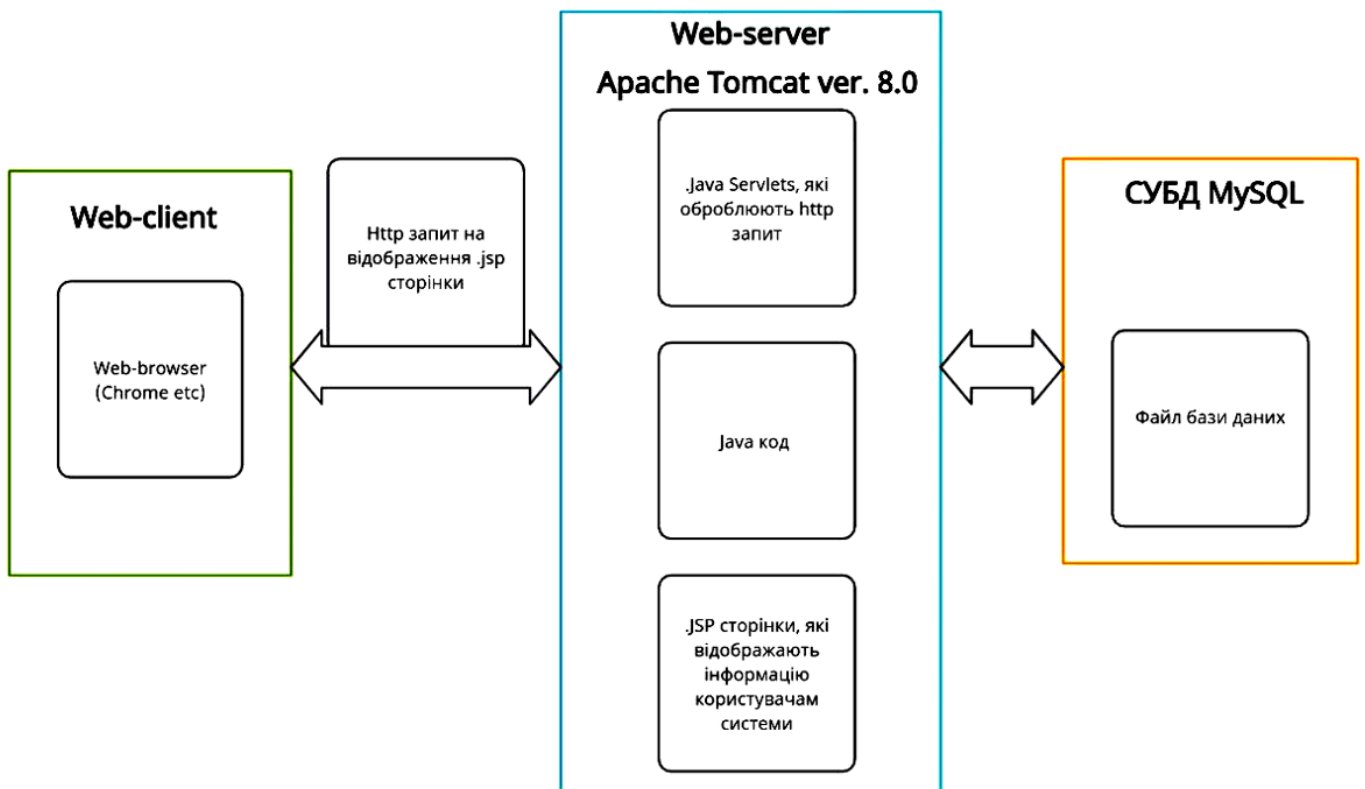 Web-server
Apache Tomcat ver. 8.0
.Java Servlets, які
оброблюють http
запит
Web-client
Http запит на
відображення .jsp
сторінки
СУБД MySQL
Web-browser
(Chrome etc)
Java код
Файл бази даних
.JSP сторінки, які
відображають
інформацію
користувачам
системи